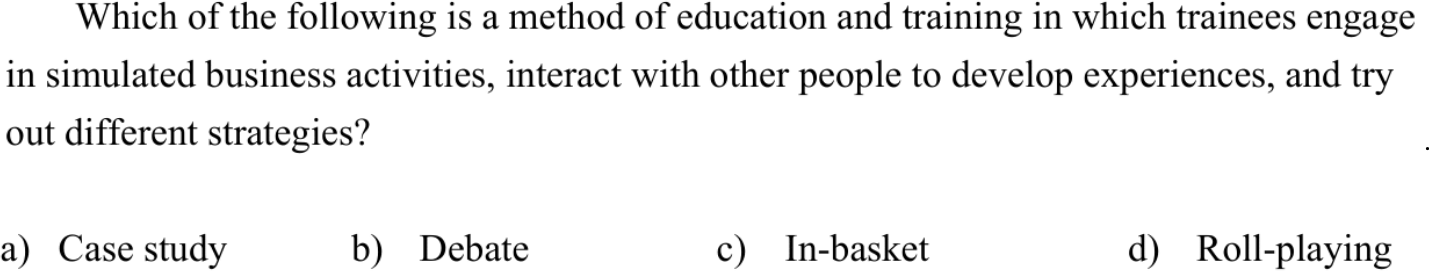 Which of the following is a method of education and training in which trainees engage
in simulated business activities, interact with other people to develop experiences, and try
out different strategies?
a) Case study b) Debate c) In-basket d) Roll-playing